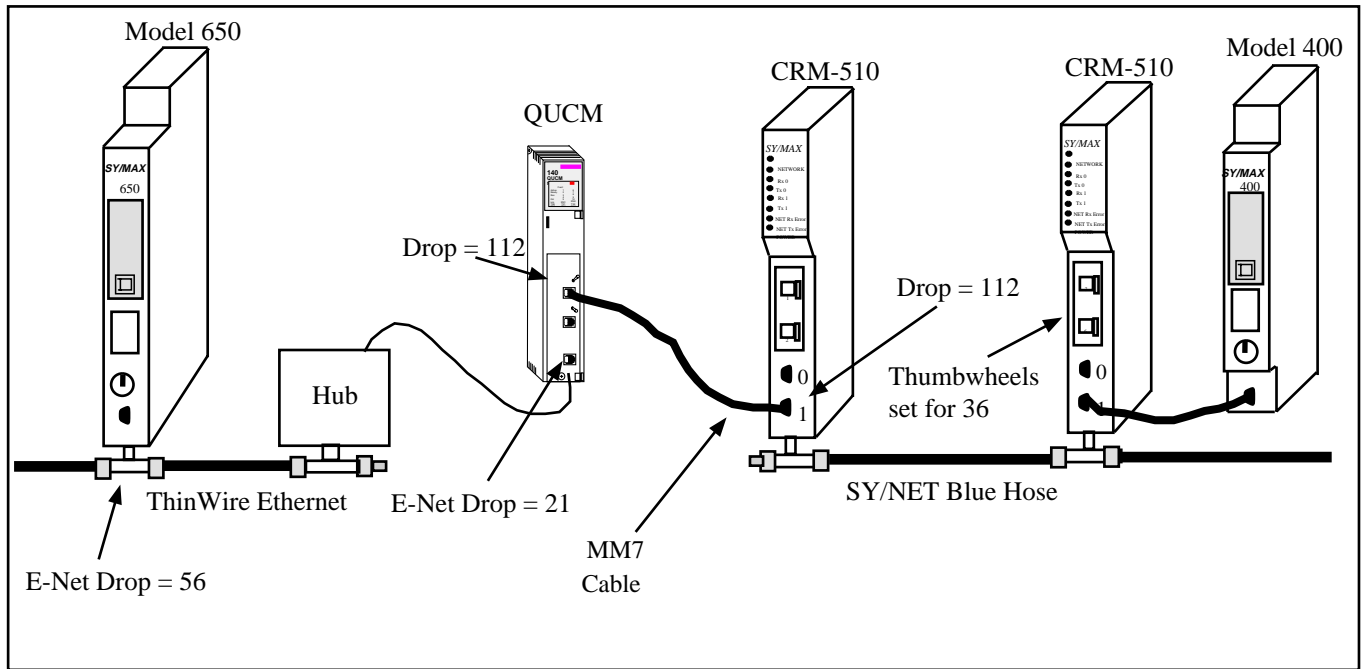 Model 650
SY/MAX
650
Hub
ThinWire Ethernet
E-Net Drop = 56
QUCM
140
QUCM
Drop = 112
E-Net Drop = 21
MM7
Cable
CRM-510
SY/MAX
NETWORK
Rx 0
Tx 0
Rx 1
Tx 1
NET Rx Error
NET Tx Error
0
1
Drop = 112
Thumbwheels
set for 36
SY/NET Blue Hose
CRM-510
SY/MAX
NETWORK
Rx 0
Tx 0
Rx 1
Tx 1
NET Rx Error
NET Tx Error
0
1
Model 400
SY/MAX
400